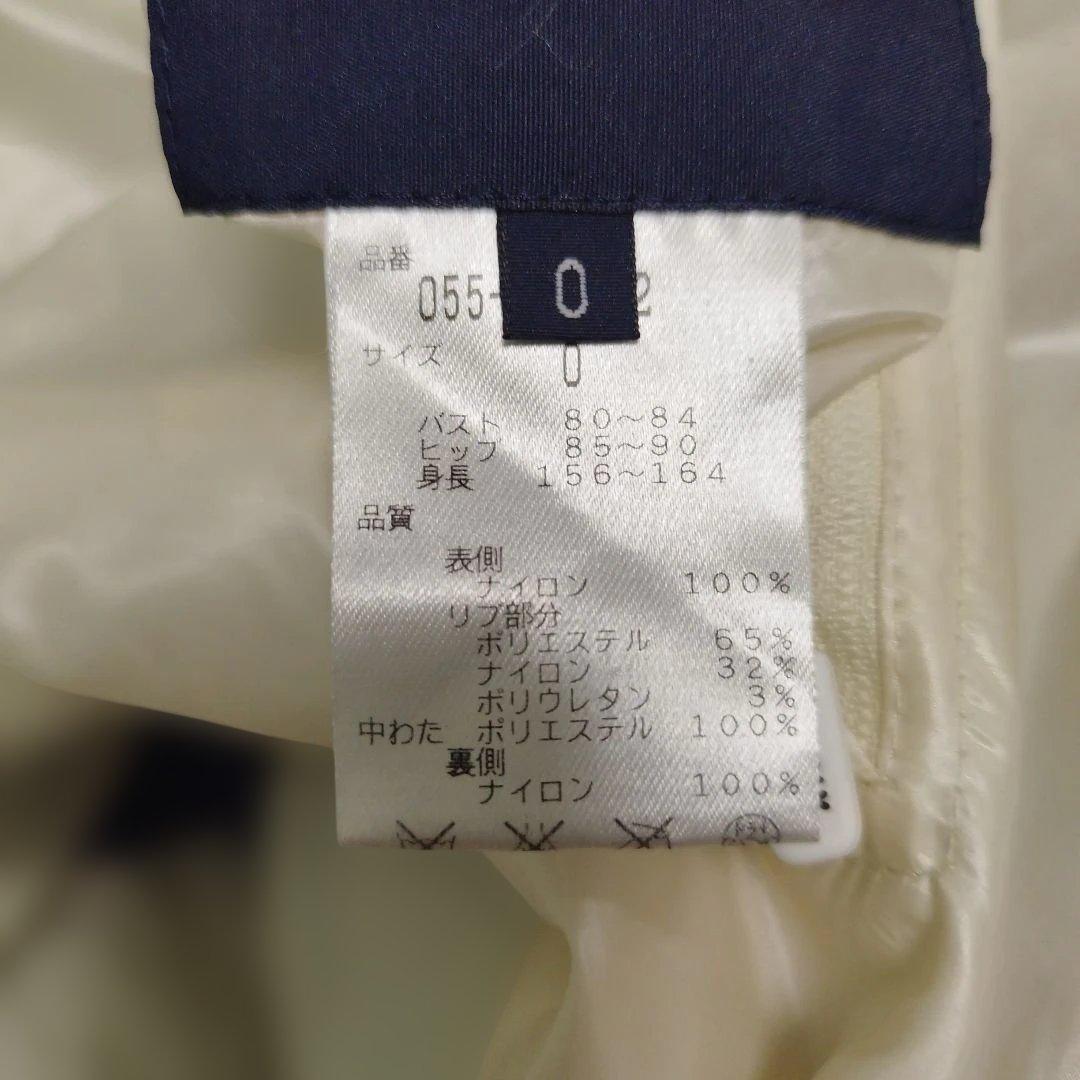 品番
055- 0 2
サイズ
0
バスト 80～84
ヒップ 85～90
身長 156～164
品質
表側
ナイロン 100%
リブ部分
ポリエステル 65%
ナイロン 32%
ポリウレタン 3%
中わた ポリエステル 100%
裏側
ナイロン 100%